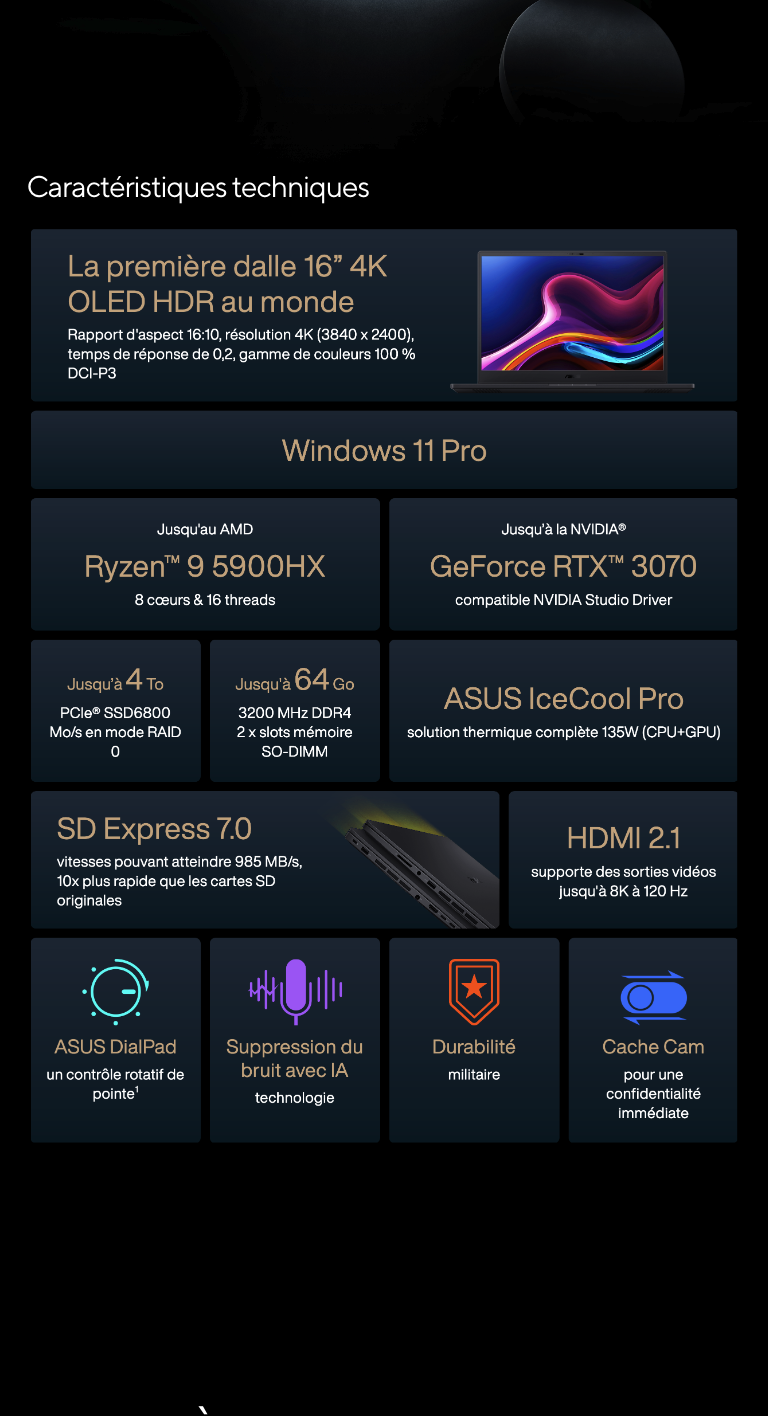 Caractéristiques techniques
La première dalle 16” 4K
OLED HDR au monde
Rapport d'aspect 16:10, résolution 4K (3840 x 2400),
temps de réponse de 0,2, gamme de couleurs 100 %
DCI-P3
Windows 11 Pro
Jusqu'au AMD
Ryzen™ 9 5900HX
8 cœurs & 16 threads
Jusqu'à la NVIDIA®
GeForce RTX™ 3070
compatible NVIDIA Studio Driver
Jusqu'à 4 To
PCIe® SSD6800
Mo/s en mode RAID
0
Jusqu'à 64 Go
3200 MHz DDR4
2 x slots mémoire
SO-DIMM
ASUS IceCool Pro
solution thermique complète 135W (CPU+GPU)
SD Express 7.0
vitesses pouvant atteindre 985 MB/s,
10x plus rapide que les cartes SD
originales
HDMI 2.1
supporte des sorties vidéos
jusqu'à 8K à 120 Hz
ASUS DialPad
un contrôle rotatif de
pointe¹
Suppression du
bruit avec IA
technologie
Durabilité
militaire
Cache Cam
pour une
confidentialité
immédiate